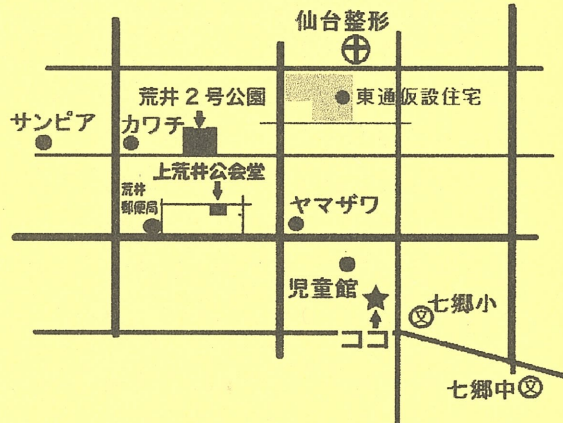 仙台整形
荒井2号公園
東通仮設住宅
サンピア
カワチ
上荒井公会堂
荒井
郵便局
ヤマザワ
児童館
七郷小
文
ココ
七郷中
文